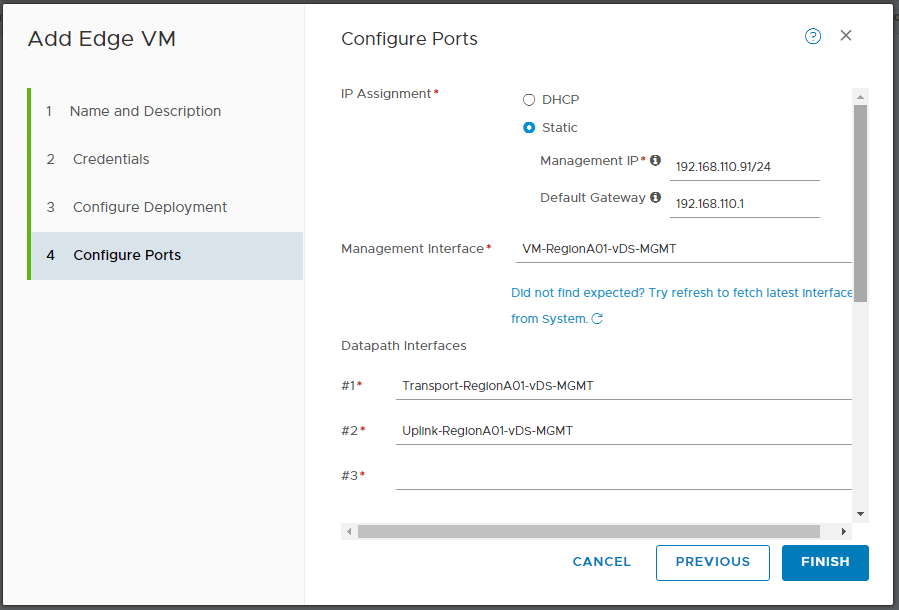 Add Edge VM
1 Name and Description
2 Credentials
3 Configure Deployment
4 Configure Ports
Configure Ports
IP Assignment*
DHCP
Static
Management IP* 192.168.110.91/24
Default Gateway 192.168.110.1
Management Interface* VM-RegionA01-vDS-MGMT
Did not find expected? Try refresh to fetch latest Interface
from System.
Datapath Interfaces
#1* Transport-RegionA01-vDS-MGMT
#2* Uplink-RegionA01-vDS-MGMT
#3*
CANCEL PREVIOUS FINISH